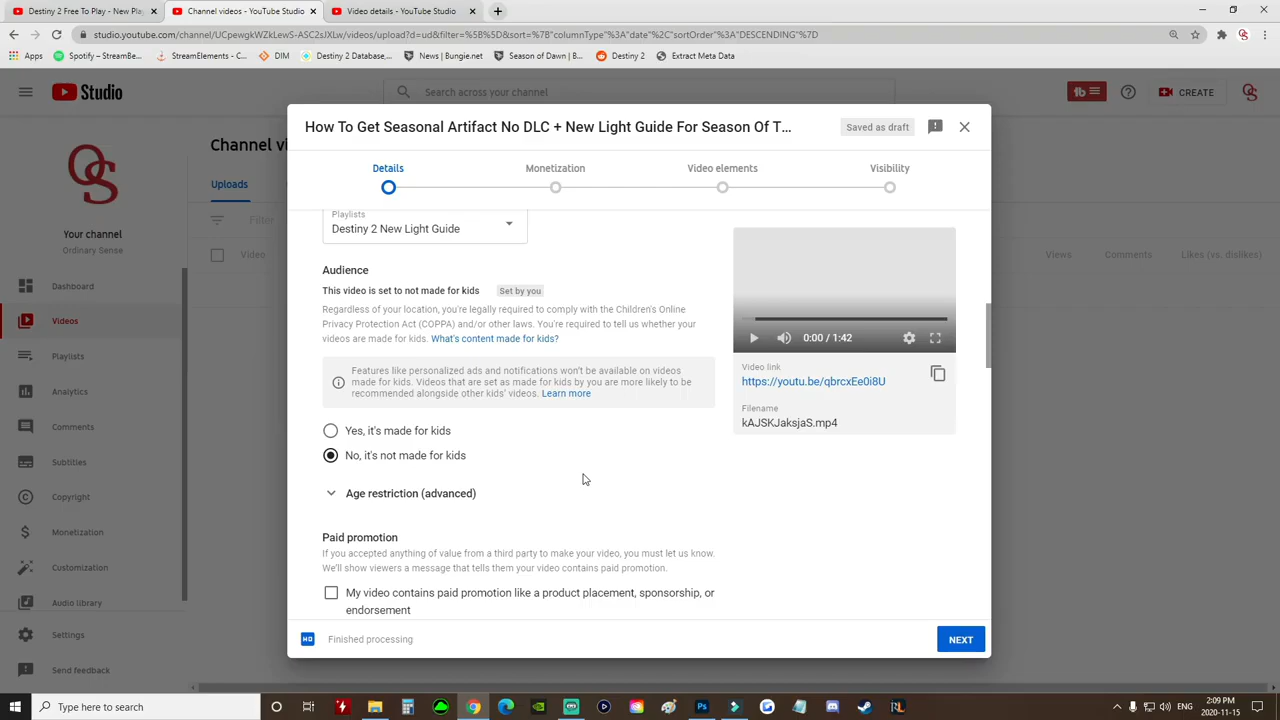 Destiny 2 Free To Play - New Play
Channel videos - YouTube Studio
Video details - YouTube Studio
studio.youtube.com/channel/UCpewgkWZkLewS-ASC2sJXLw/videos/upload?d=ud&filter=%5B%5D&sort=%7B"columnType"%3A"date"%2C"sortOrder"%3A"DESCENDING"%7D
Apps
Spotify – StreamBe...
StreamElements - C...
DIM
Destiny 2 Database,...
News | Bungie.net
Season of Dawn | B...
Destiny 2
Extract Meta Data
Studio
Search across your channel
CREATE
Channel vi
Uploads
Filter
Video
Views
Comments
Likes (vs. dislikes)
OS
Your channel
Ordinary Sense
Dashboard
Videos
Playlists
Analytics
Comments
Subtitles
Copyright
Monetization
Customization
Audio library
Settings
Send feedback
How To Get Seasonal Artifact No DLC + New Light Guide For Season Of T...
Saved as draft
Details
Monetization
Video elements
Visibility
Playlists
Destiny 2 New Light Guide
Audience
This video is set to not made for kids
Set by you
Regardless of your location, you're legally required to comply with the Children's Online
Privacy Protection Act (COPPA) and/or other laws. You're required to tell us whether your
videos are made for kids. What's content made for kids?
Features like personalized ads and notifications won't be available on videos
made for kids. Videos that are set as made for kids by you are more likely to be
recommended alongside other kids' videos. Learn more
Yes, it's made for kids
No, it's not made for kids
Age restriction (advanced)
Paid promotion
If you accepted anything of value from a third party to make your video, you must let us know.
We'll show viewers a message that tells them your video contains paid promotion.
My video contains paid promotion like a product placement, sponsorship, or
endorsement
0:00 / 1:42
Video link
https://youtu.be/qbrcxEe0i8U
Filename
kAJSKJaksjaS.mp4
HD
Finished processing
NEXT
Type here to search
ENG
2:09 PM
2020-11-15